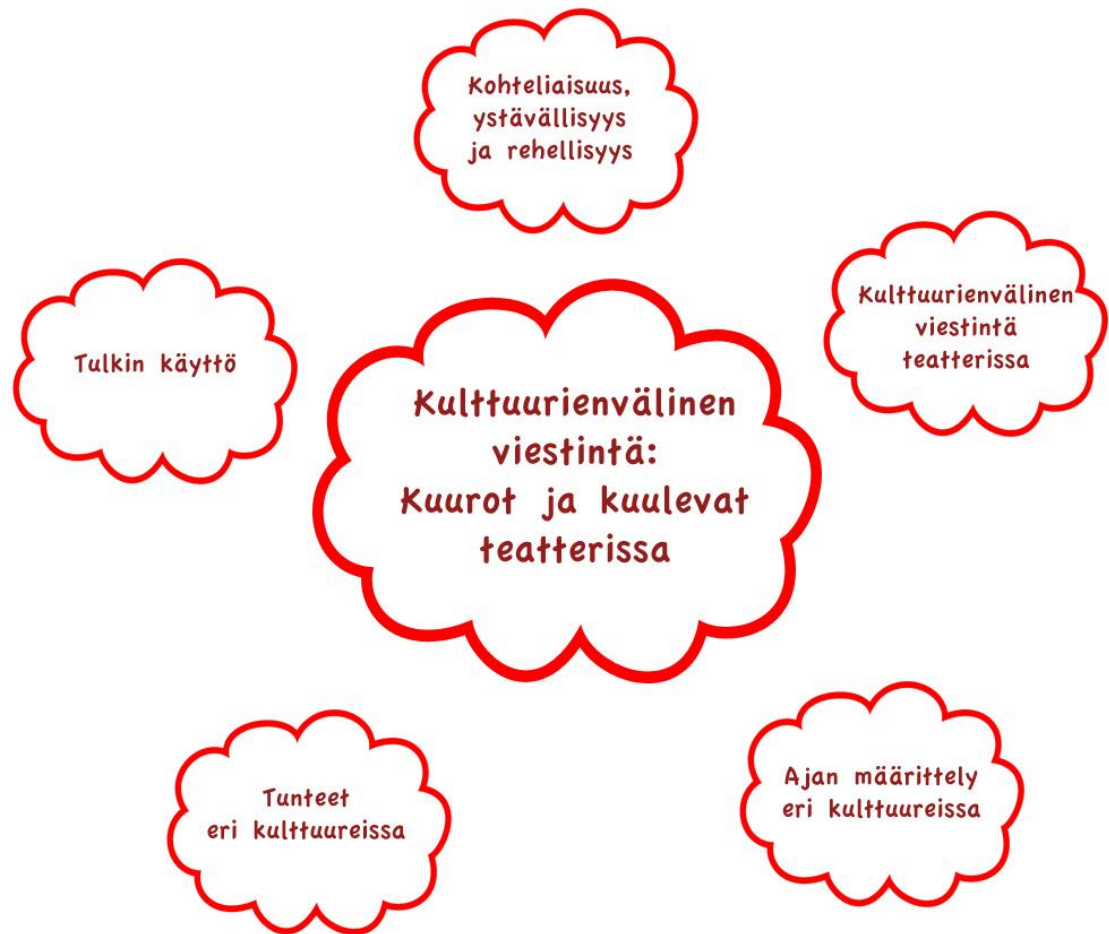 Kohteliaisuus,
ystävällisyys
ja rehellisyys
Kulttuurienvälinen
viestintä
teatterissa
Tulkin käyttö
Kulttuurienvälinen
viestintä:
Kuurot ja kuulevat
teatterissa
Tunteet
eri kulttuureissa
Ajan määrittely
eri kulttuureissa